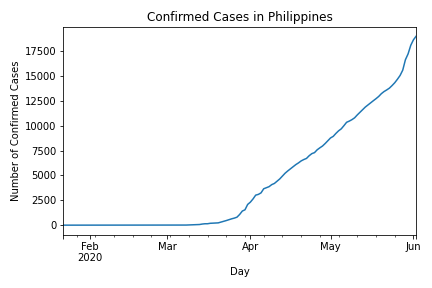 Confirmed Cases in Philippines
Number of Confirmed Cases
17500
15000
12500
10000
7500
5000
2500
0
Feb Mar Apr May Jun
2020
Day